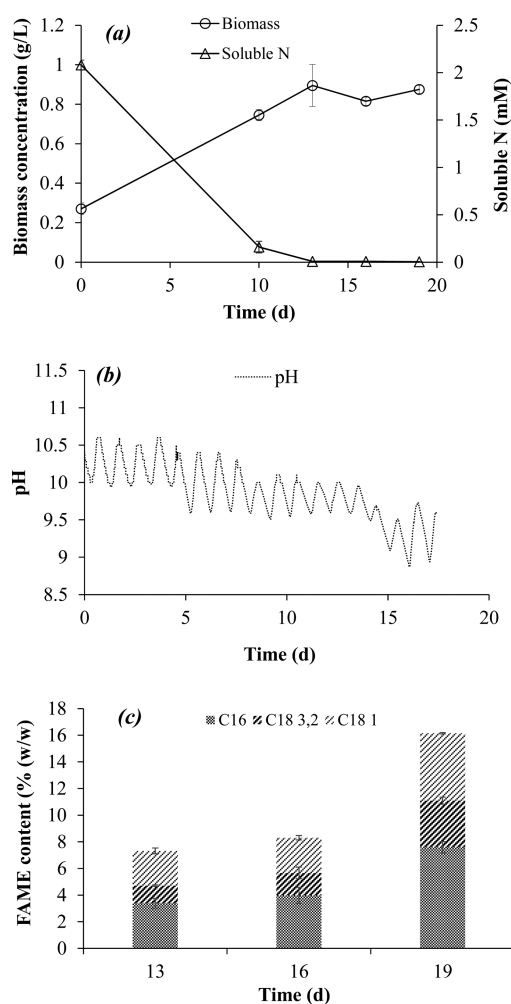 (a)
Biomass
Soluble N
Biomass concentration (g/L)
1.2
1
0.8
0.6
0.4
0.2
0
2.5
2
1.5
1
0.5
0
Soluble N (mM)
0 5 10 15 20
Time (d)
(b)
pH
pH
11.5
11
10.5
10
9.5
9
8.5
0 5 10 15 20
Time (d)
(c)
C16 C18 3,2 C18 1
FAME content (% (w/w)
18
16
14
12
10
8
6
4
2
0
13 16 19
Time (d)